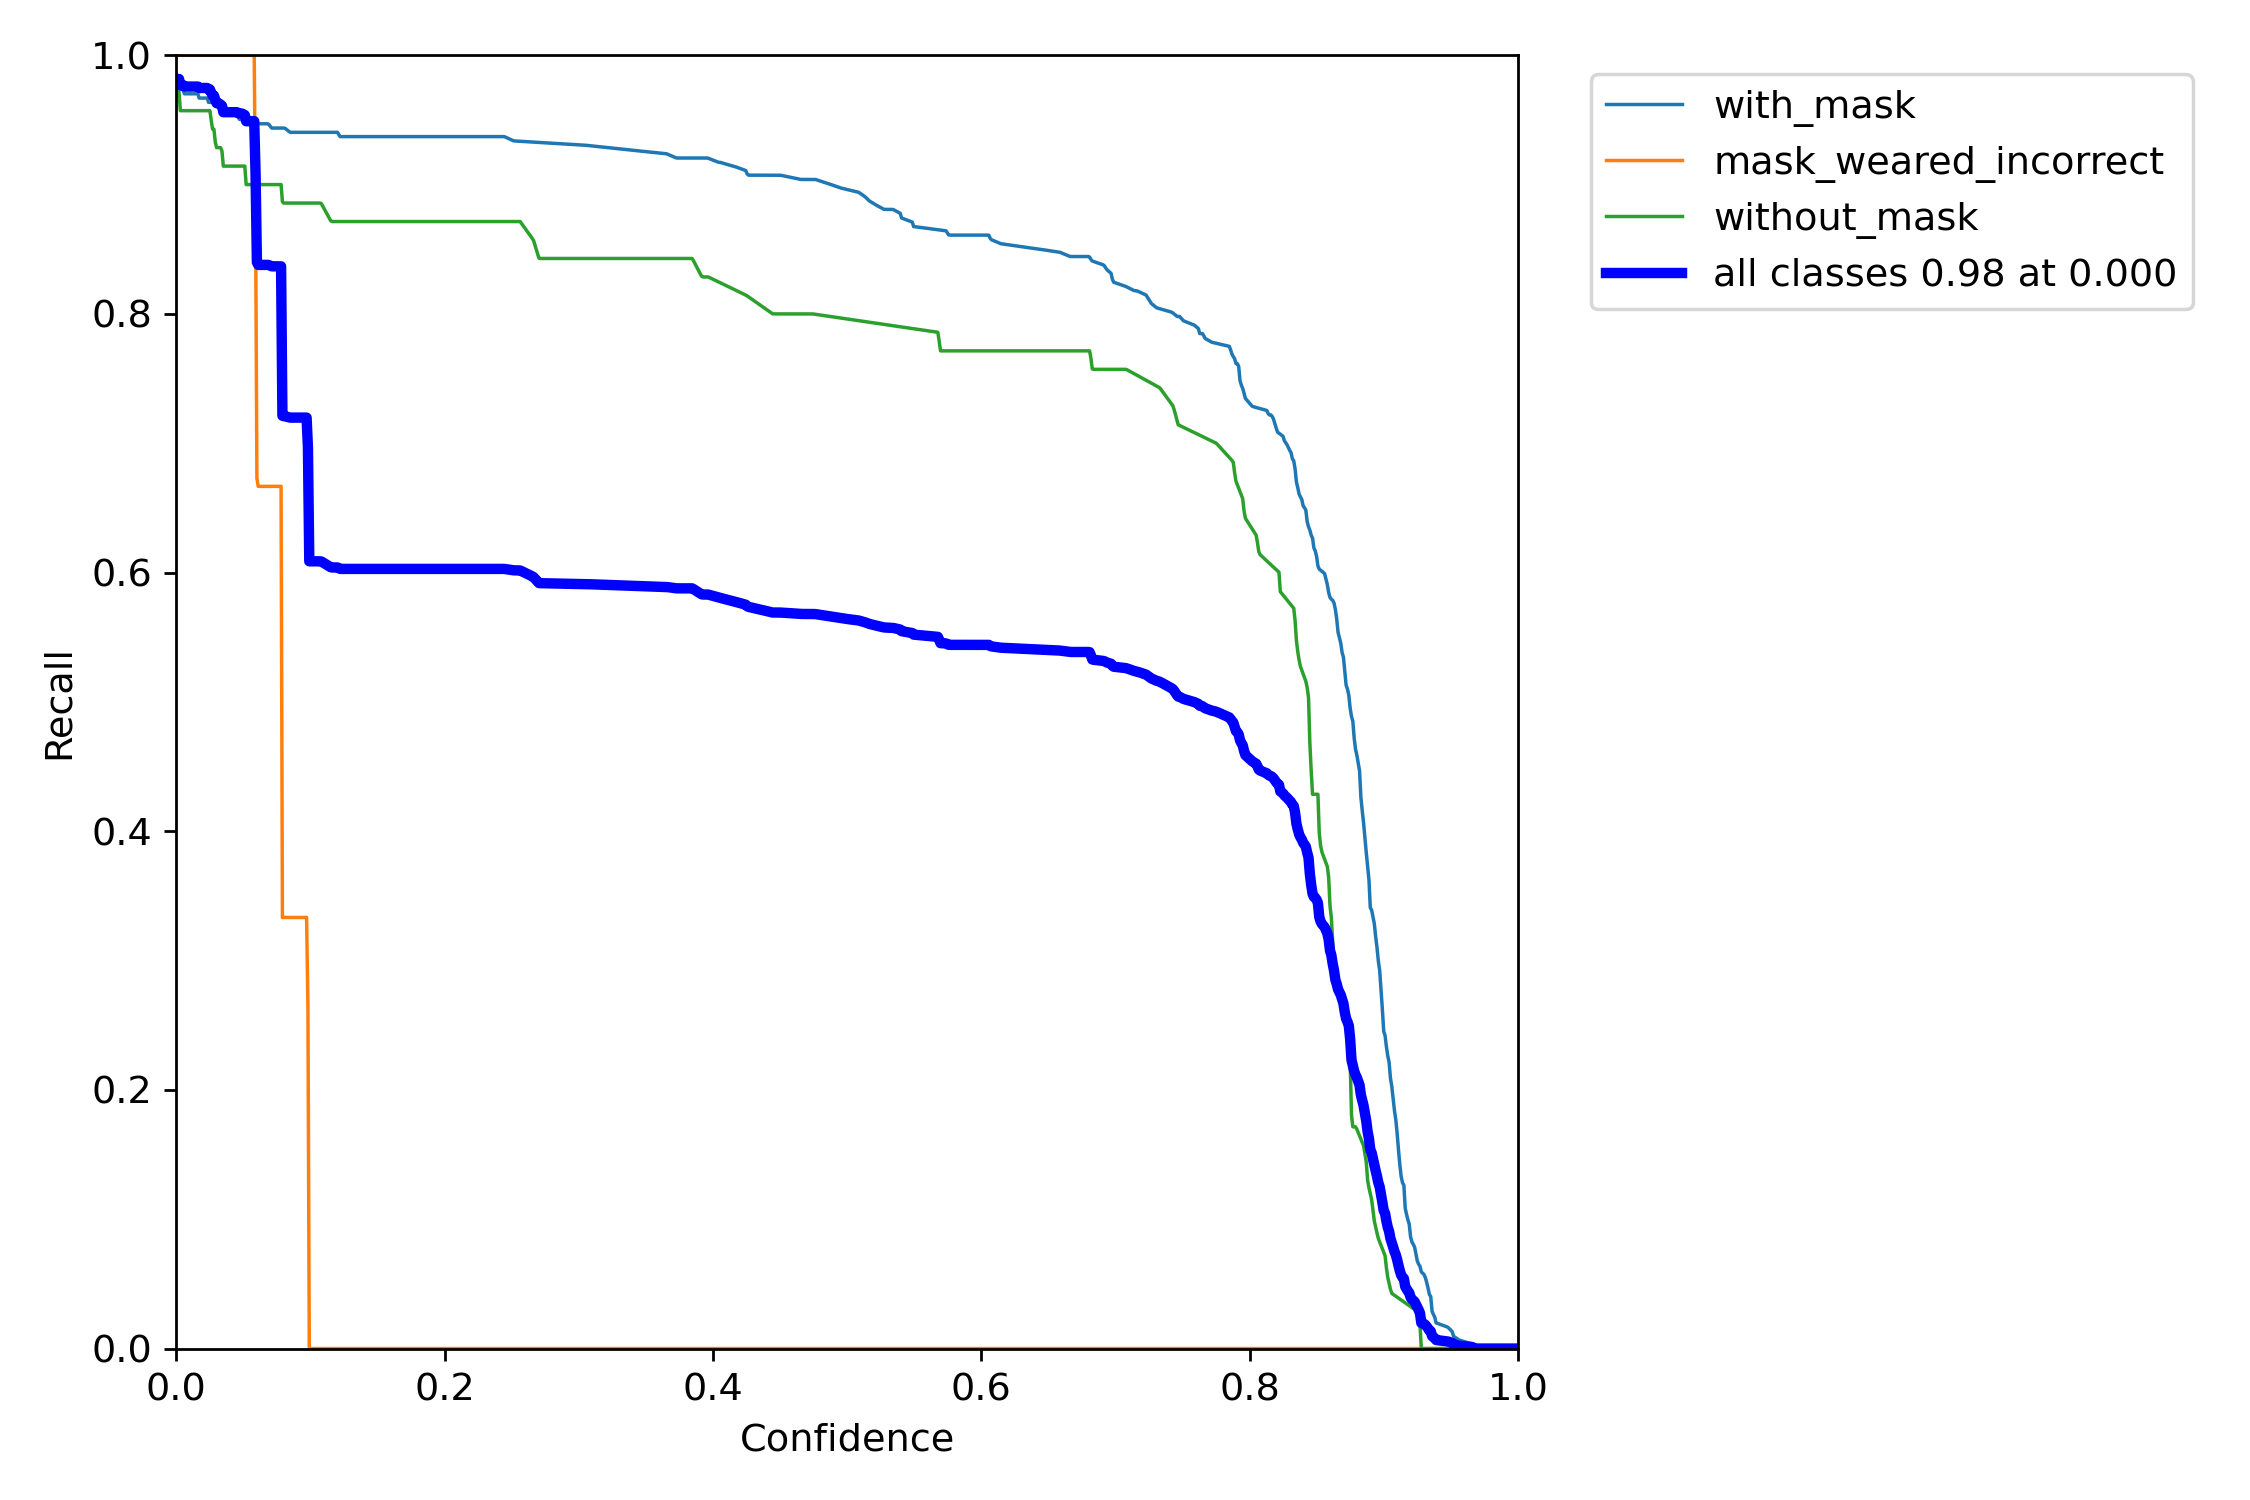 with_mask
mask_weared_incorrect
without_mask
all classes 0.98 at 0.000
1.0
0.8
0.6
0.4
0.2
0.0
Recall
0.0 0.2 0.4 0.6 0.8 1.0
Confidence